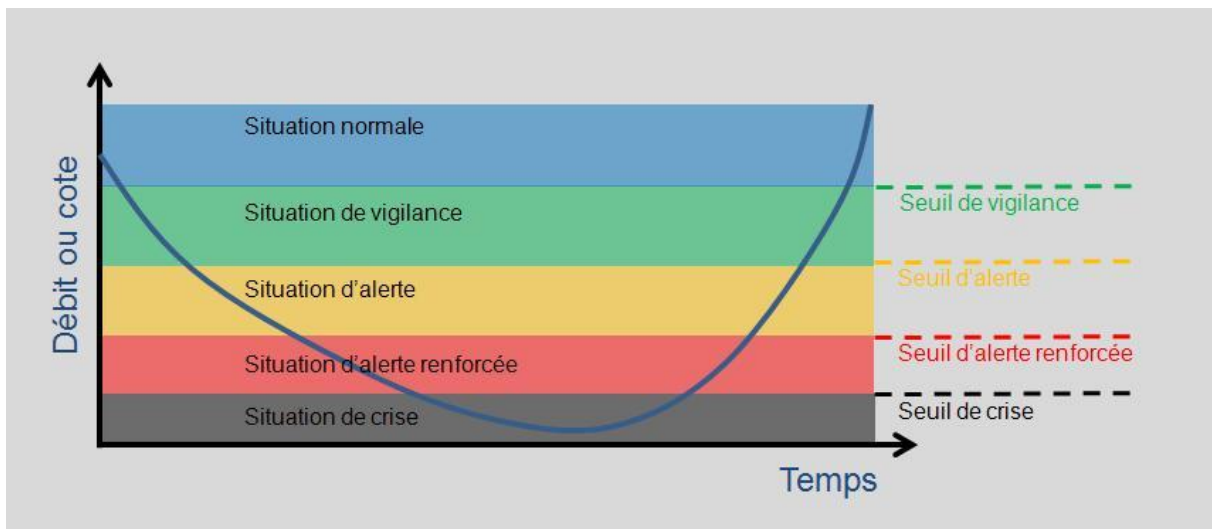 Débit ou cote
Situation normale
Situation de vigilance
Situation d'alerte
Situation d'alerte renforcée
Situation de crise
Seuil de vigilance
Seuil d'alerte
Seuil d'alerte renforcée
Seuil de crise
Temps